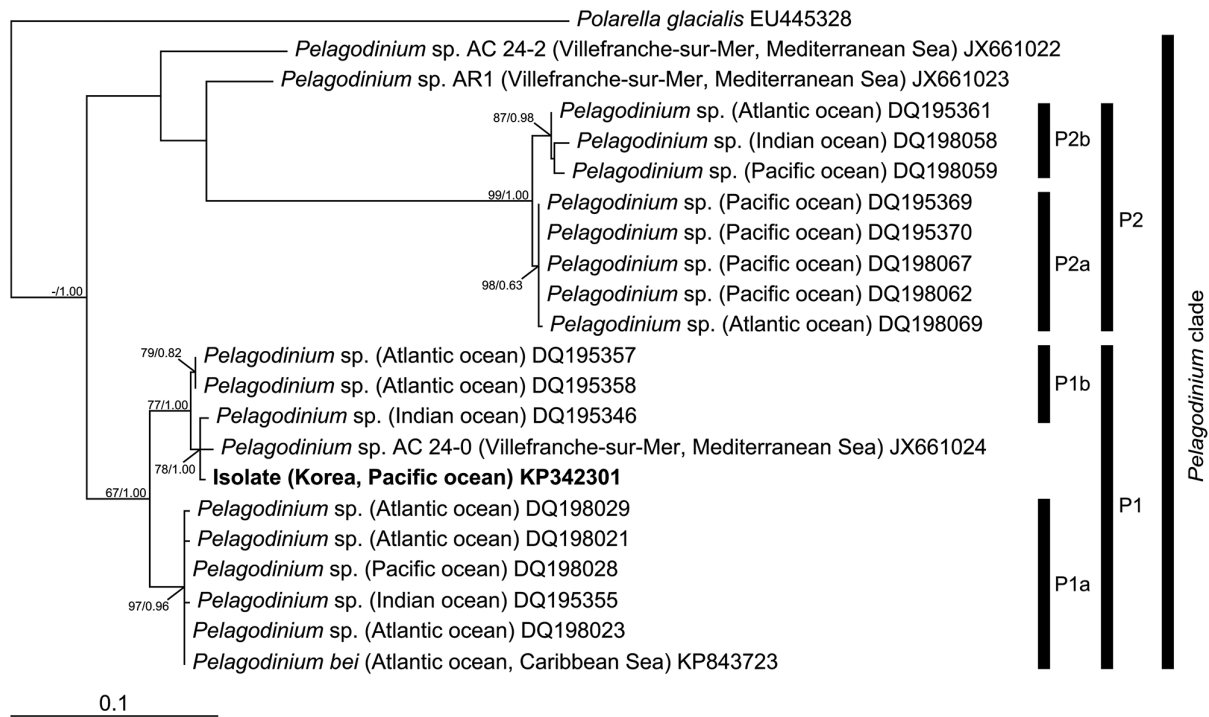 Polarella glacialis EU445328
Pelagodinium sp. AC 24-2 (Villefranche-sur-Mer, Mediterranean Sea) JX661022
Pelagodinium sp. AR1 (Villefranche-sur-Mer, Mediterranean Sea) JX661023
Pelagodinium sp. (Atlantic ocean) DQ195361
87/0.98
Pelagodinium sp. (Indian ocean) DQ198058
P2b
Pelagodinium sp. (Pacific ocean) DQ198059
99/1.00
Pelagodinium sp. (Pacific ocean) DQ195369
P2
Pelagodinium sp. (Pacific ocean) DQ195370
Pelagodinium sp. (Pacific ocean) DQ198067
P2a
98/0.63
Pelagodinium sp. (Pacific ocean) DQ198062
-/1.00
Pelagodinium sp. (Atlantic ocean) DQ198069
79/0.82
Pelagodinium sp. (Atlantic ocean) DQ195357
Pelagodinium sp. (Atlantic ocean) DQ195358
P1b
Pelagodinium clade
77/1.00
Pelagodinium sp. (Indian ocean) DQ195346
Pelagodinium sp. AC 24-0 (Villefranche-sur-Mer, Mediterranean Sea) JX661024
78/1.00
Isolate (Korea, Pacific ocean) KP342301
67/1.00
Pelagodinium sp. (Atlantic ocean) DQ198029
P1
Pelagodinium sp. (Atlantic ocean) DQ198021
Pelagodinium sp. (Pacific ocean) DQ198028
P1a
97/0.96
Pelagodinium sp. (Indian ocean) DQ195355
Pelagodinium sp. (Atlantic ocean) DQ198023
Pelagodinium bei (Atlantic ocean, Caribbean Sea) KP843723
0.1